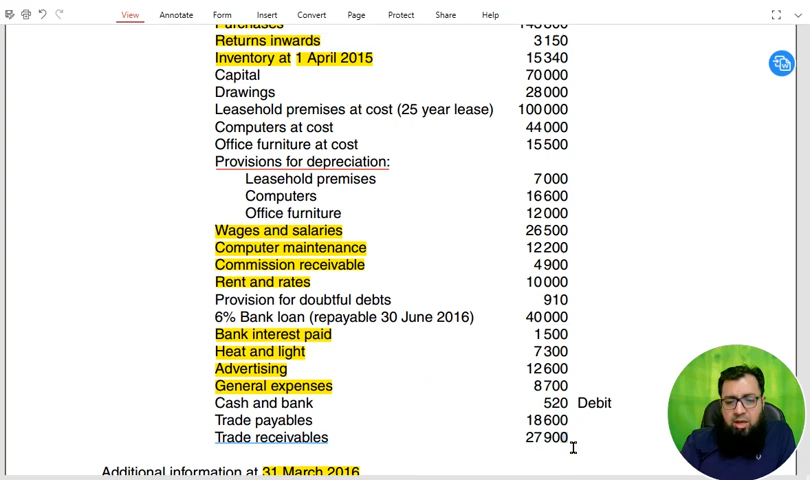 View Annotate Form Insert Convert Page Protect Share Help
Purchases
Returns inwards 3 150
Inventory at 1 April 2015 15 340
Capital 70 000
Drawings 28 000
Leasehold premises at cost (25 year lease) 100 000
Computers at cost 44 000
Office furniture at cost 15 500
Provisions for depreciation:
Leasehold premises 7 000
Computers 16 600
Office furniture 12 000
Wages and salaries 26 500
Computer maintenance 12 200
Commission receivable 4 900
Rent and rates 10 000
Provision for doubtful debts 910
6% Bank loan (repayable 30 June 2016) 40 000
Bank interest paid 1 500
Heat and light 7 300
Advertising 12 600
General expenses 8 700
Cash and bank 520 Debit
Trade payables 18 600
Trade receivables 27 900
Additional information at 31 March 2016